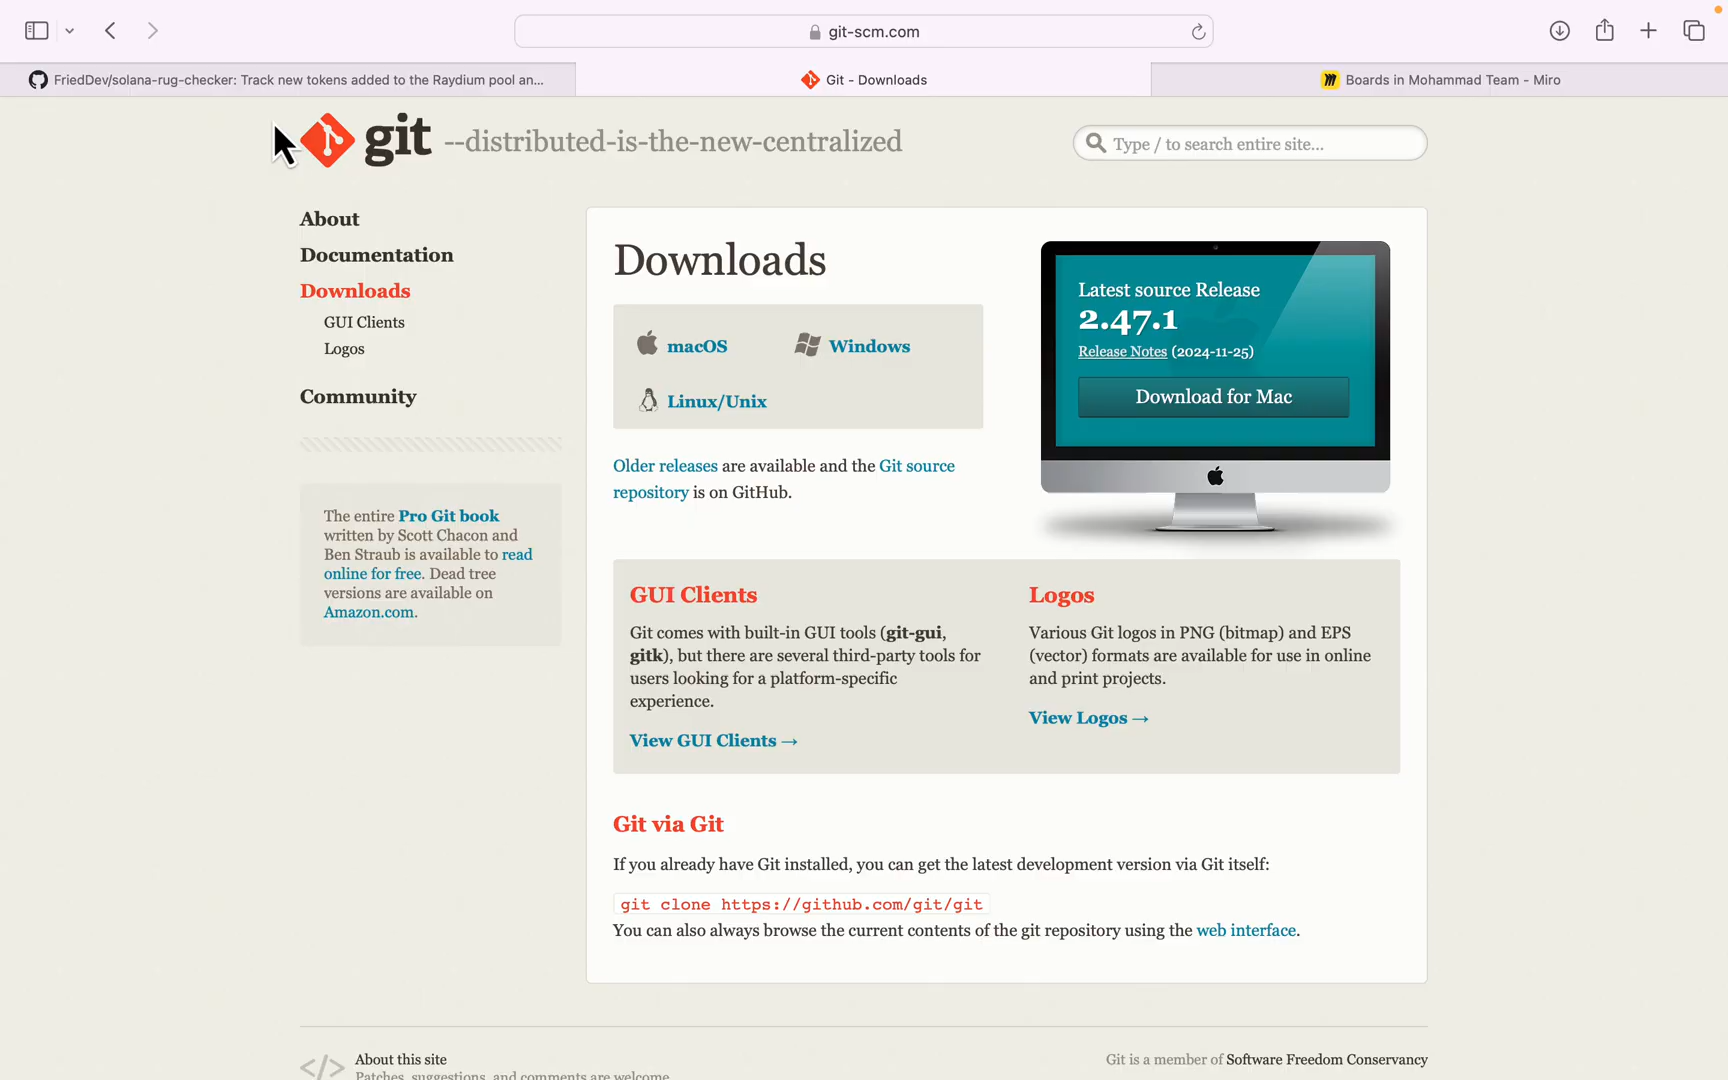 git-scm.com
FriedDev/solana-rug-checker: Track new tokens added to the Raydium pool an...
Git - Downloads
Boards in Mohammad Team - Miro
git --distributed-is-the-new-centralized
Type / to search entire site...
About
Documentation
Downloads
GUI Clients
Logos
Community
The entire Pro Git book
written by Scott Chacon and
Ben Straub is available to read
online for free. Dead tree
versions are available on
Amazon.com.
Downloads
macOS
Windows
Linux/Unix
Older releases are available and the Git source
repository is on GitHub.
Latest source Release
2.47.1
Release Notes (2024-11-25)
Download for Mac
GUI Clients
Git comes with built-in GUI tools (git-gui,
gitk), but there are several third-party tools for
users looking for a platform-specific
experience.
View GUI Clients →
Logos
Various Git logos in PNG (bitmap) and EPS
(vector) formats are available for use in online
and print projects.
View Logos →
Git via Git
If you already have Git installed, you can get the latest development version via Git itself:
git clone https://github.com/git/git
You can also always browse the current contents of the git repository using the web interface.
</> About this site
Patches, suggestions, and comments are welcome.
Git is a member of Software Freedom Conservancy